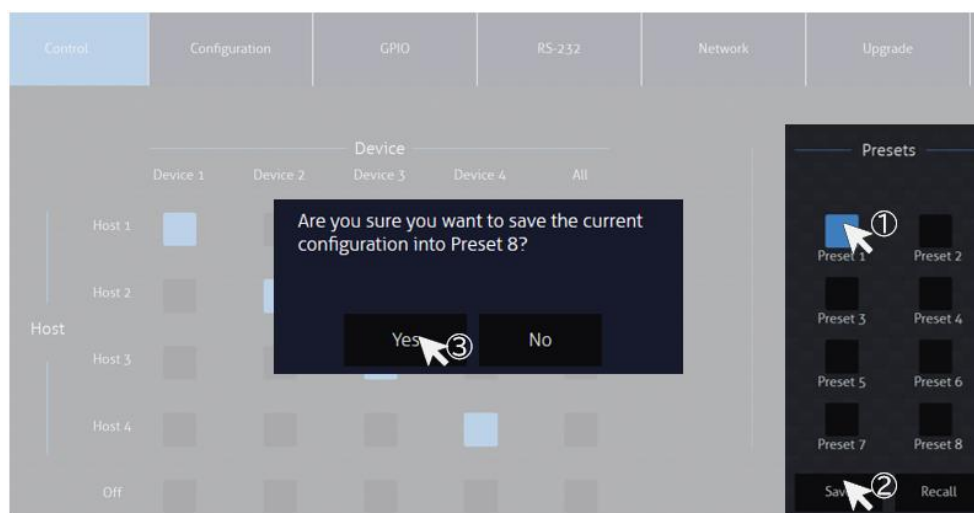 Control
Configuration
GPIO
RS-232
Network
Upgrade
Device
Device 1
Device 2
Device 3
Device 4
All
Host
Host 1
Host 2
Host 3
Host 4
Off
Are you sure you want to save the current
configuration into Preset 8?
Yes
③
No
Presets
①
Preset 1
Preset 2
Preset 3
Preset 4
Preset 5
Preset 6
Preset 7
Preset 8
②
Recall